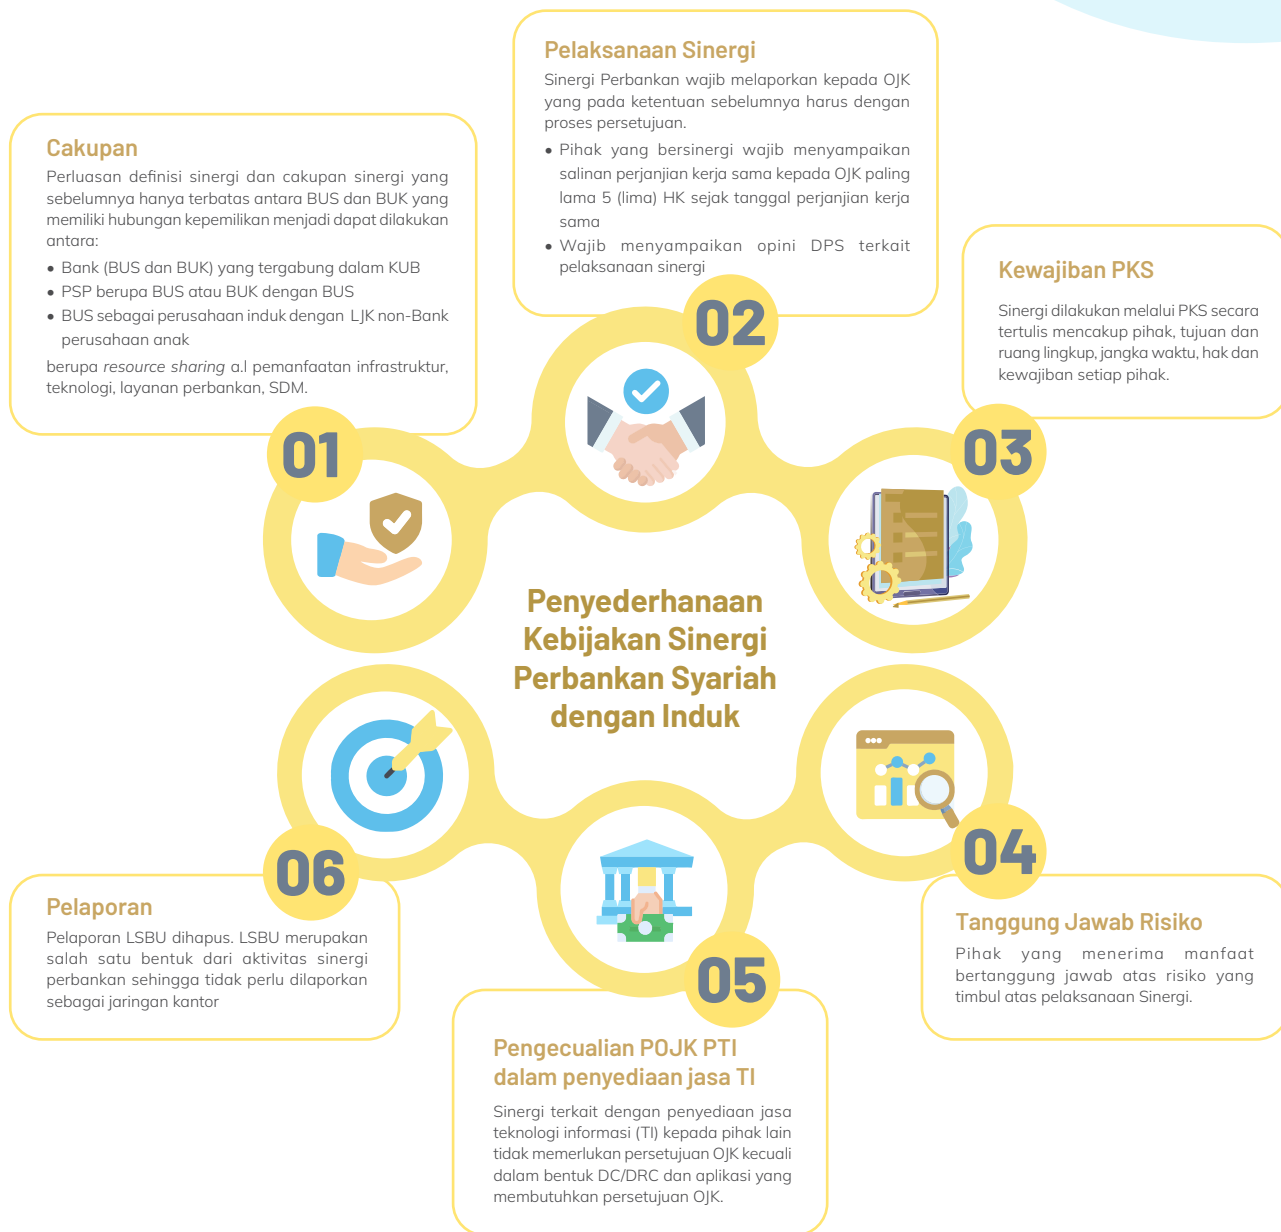 Cakupan
Perluasan definisi sinergi dan cakupan sinergi yang
sebelumnya hanya terbatas antara BUS dan BUK yang
memiliki hubungan kepemilikan menjadi dapat dilakukan
antara:
• Bank (BUS dan BUK) yang tergabung dalam KUB
• PSP berupa BUS atau BUK dengan BUS
• BUS sebagai perusahaan induk dengan LJK non-Bank
perusahaan anak
berupa resource sharing a.l pemanfaatan infrastruktur,
teknologi, layanan perbankan, SDM.
01
Pelaksanaan Sinergi
Sinergi Perbankan wajib melaporkan kepada OJK
yang pada ketentuan sebelumnya harus dengan
proses persetujuan.
• Pihak yang bersinergi wajib menyampaikan
salinan perjanjian kerja sama kepada OJK paling
lama 5 (lima) HK sejak tanggal perjanjian kerja
sama
• Wajib menyampaikan opini DPS terkait
pelaksanaan sinergi
02
Kewajiban PKS
Sinergi dilakukan melalui PKS secara
tertulis mencakup pihak, tujuan dan
ruang lingkup, jangka waktu, hak dan
kewajiban setiap pihak.
03
Penyederhanaan
Kebijakan Sinergi
Perbankan Syariah
dengan Induk
04
Tanggung Jawab Risiko
Pihak yang menerima manfaat
bertanggung jawab atas risiko yang
timbul atas pelaksanaan Sinergi.
05
Pengecualian POJK PTI
dalam penyediaan jasa TI
Sinergi terkait dengan penyediaan jasa
teknologi informasi (TI) kepada pihak lain
tidak memerlukan persetujuan OJK kecuali
dalam bentuk DC/DRC dan aplikasi yang
membutuhkan persetujuan OJK.
06
Pelaporan
Pelaporan LSBU dihapus. LSBU merupakan
salah satu bentuk dari aktivitas sinergi
perbankan sehingga tidak perlu dilaporkan
sebagai jaringan kantor